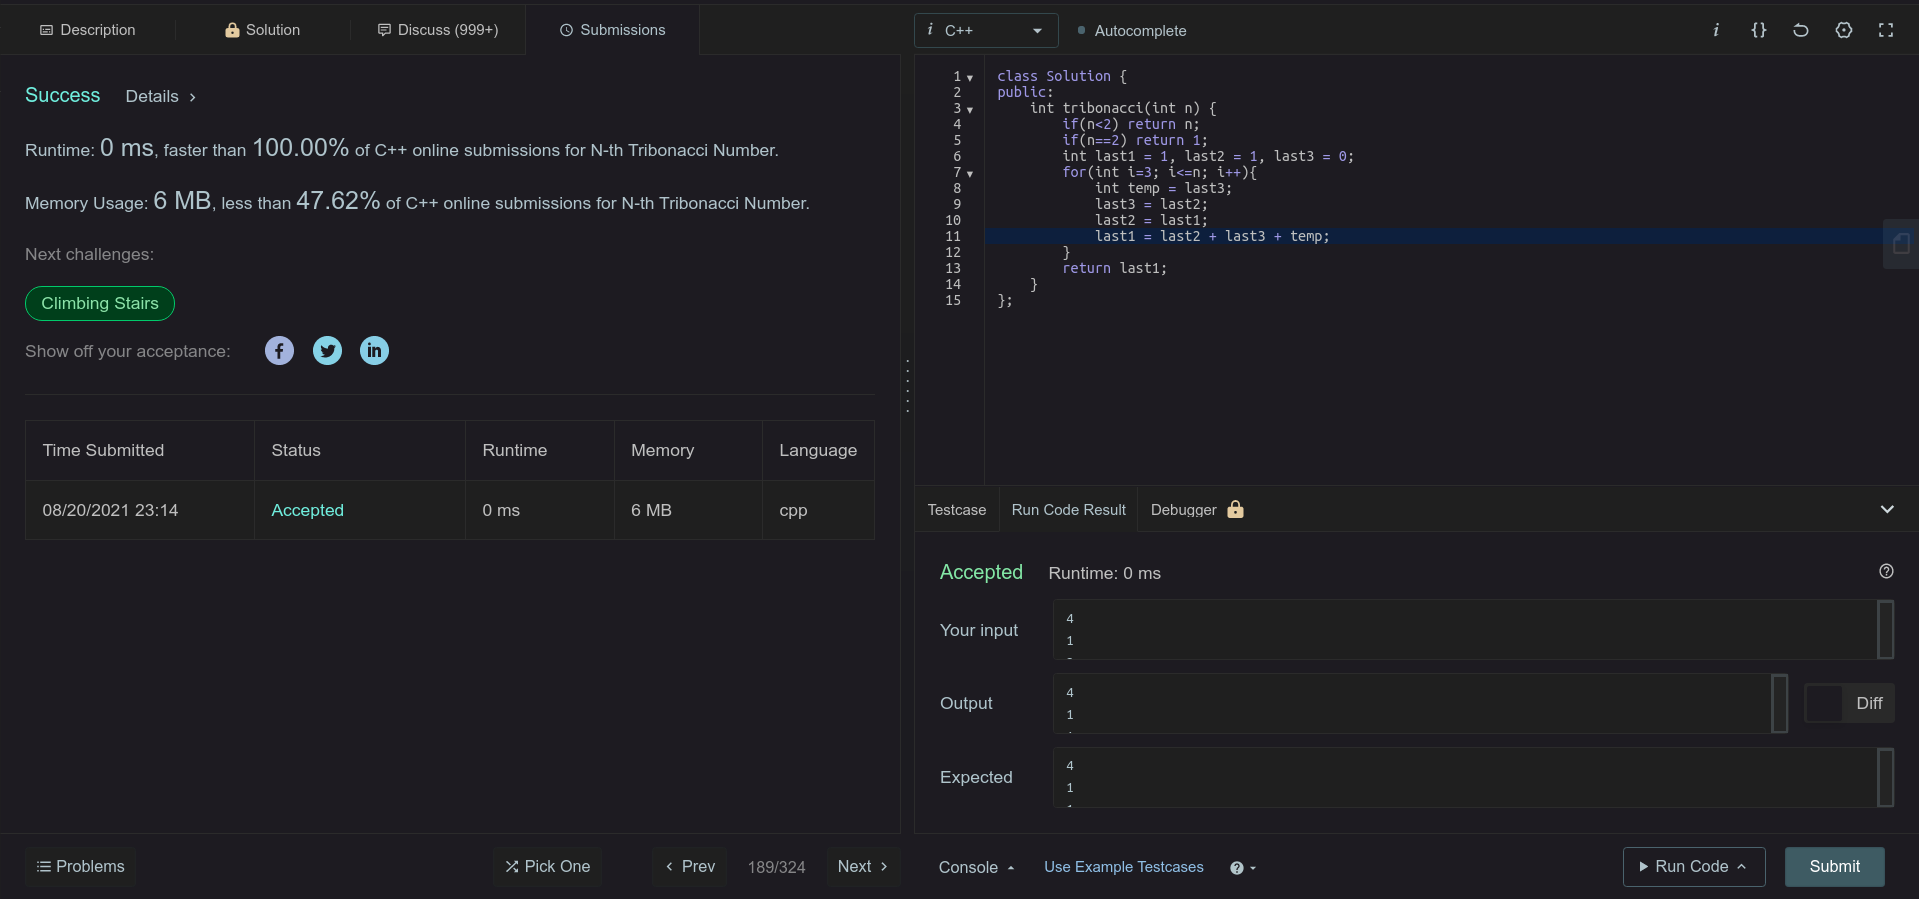 Description
Solution
Discuss (999+)
Submissions
Success
Details
Runtime: 0 ms, faster than 100.00% of C++ online submissions for N-th Tribonacci Number.
Memory Usage: 6 MB, less than 47.62% of C++ online submissions for N-th Tribonacci Number.
Next challenges:
Climbing Stairs
Show off your acceptance:
Time Submitted Status Runtime Memory Language
08/20/2021 23:14 Accepted 0 ms 6 MB cpp
Problems
Pick One
Prev
189/324
Next
i C++
Autocomplete
i {}
1 class Solution {
2 public:
3 int tribonacci(int n) {
4 if(n<2) return n;
5 if(n==2) return 1;
6 int last1 = 1, last2 = 1, last3 = 0;
7 for(int i=3; i<=n; i++){
8 int temp = last3;
9 last3 = last2;
10 last2 = last1;
11 last1 = last2 + last3 + temp;
12 }
13 return last1;
14 }
15 };
Testcase
Run Code Result
Debugger
Accepted
Runtime: 0 ms
Your input
4
1
Output
4
1
Diff
Expected
4
1
Console
Use Example Testcases
Run Code
Submit